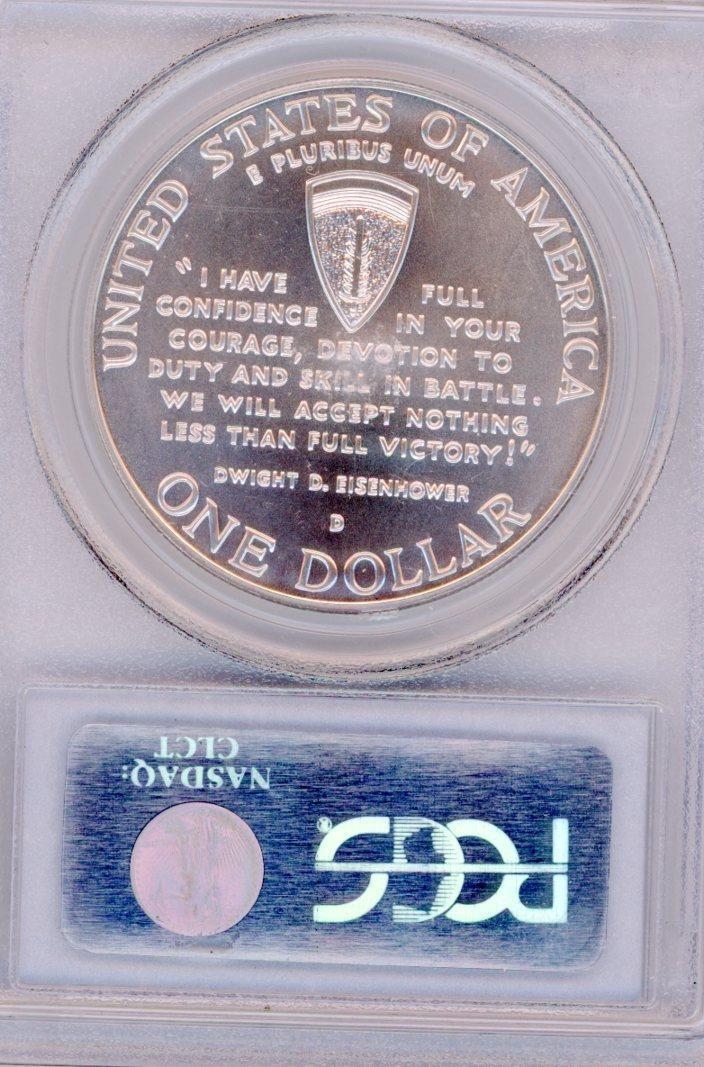 UNITED STATES OF AMERICA
E PLURIBUS UNUM
"I HAVE FULL
CONFIDENCE IN YOUR
COURAGE, DEVOTION TO
DUTY AND SKILL IN BATTLE.
WE WILL ACCEPT NOTHING
LESS THAN FULL VICTORY!"
DWIGHT D. EISENHOWER
D
ONE DOLLAR
PCGS®
NASDAQ:
CLCT